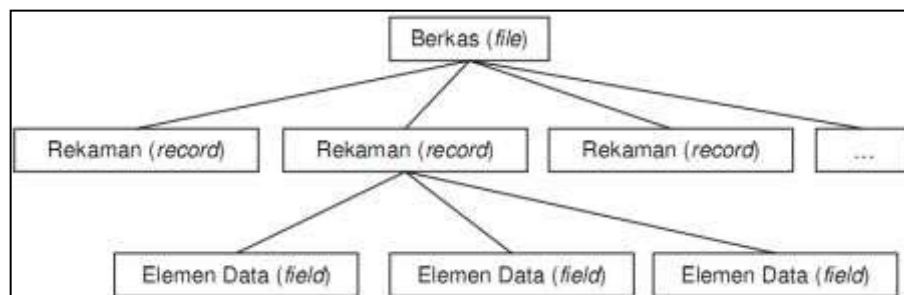 Berkas (file)
Rekaman (record)
Rekaman (record)
Rekaman (record)
...
Elemen Data (field)
Elemen Data (field)
Elemen Data (field)